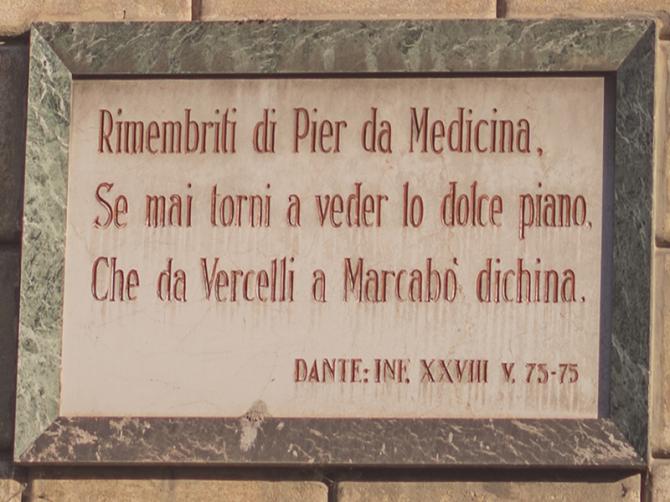 Rimembriti di Pier da Medicina,
Se mai torni a veder lo dolce piano,
Che da Vercelli a Marcabò dichina.
DANTE: INF. XXVIII V. 75-75